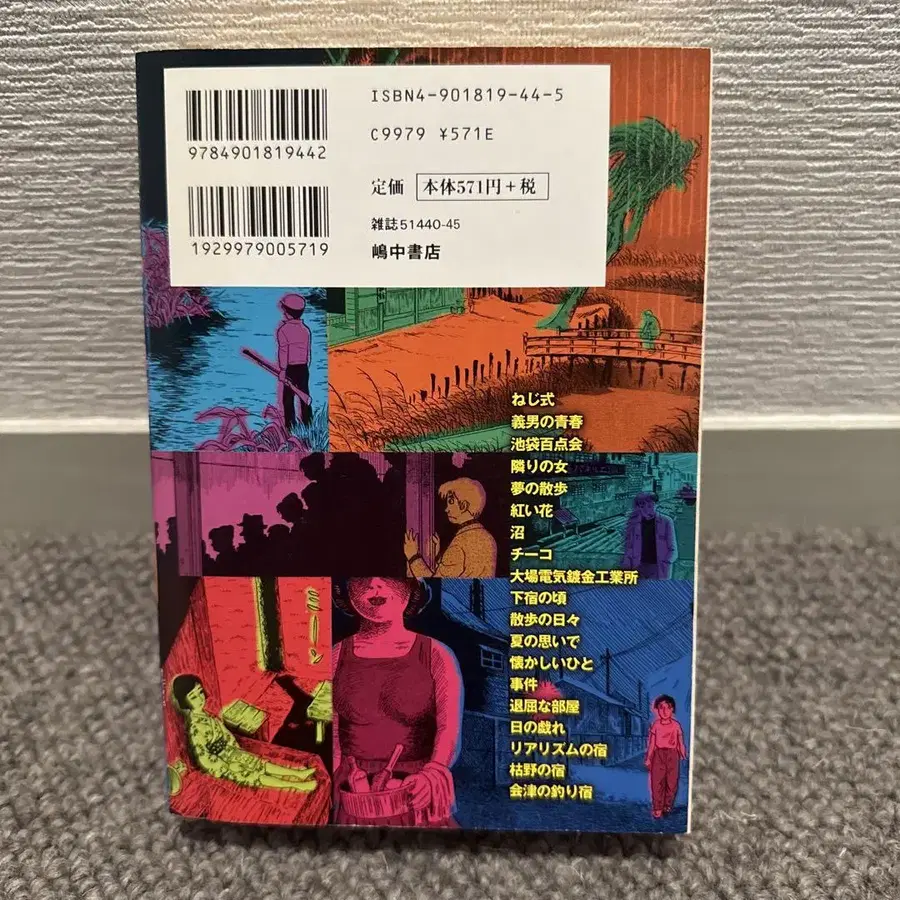 ISBN4-901819-44-5
C9979 ¥571E
9784901819442
定価 本体571円+税
雑誌51440-45
1929979005719
嶋中書店
ねじ式
義男の青春
池袋百点会
隣りの女
夢の散歩
紅い花
沼
チーコ
大場電気鍍金工業所
下宿の頃
散歩の日々
夏の思いで
懐かしいひと
事件
退屈な部屋
日の戯れ
リアリズムの宿
枯野の宿
会津の釣り宿